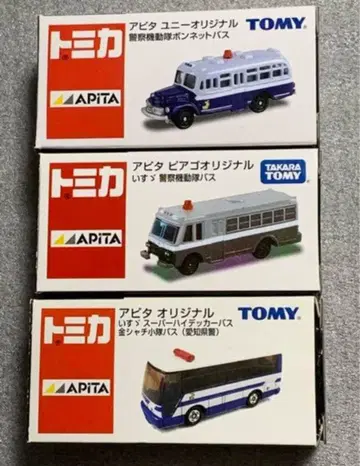 トミカ
APiTA
アピタ ユニーオリジナル
警察機動隊ボンネットバス
TOMY
トミカ
APiTA
アピタ ピアゴオリジナル
いすゞ 警察機動隊バス
TAKARA
TOMY
トミカ
APiTA
アピタ オリジナル
いすゞ スーパーハイデッカーバス
金シャチ小隊バス（愛知県警）
TOMY